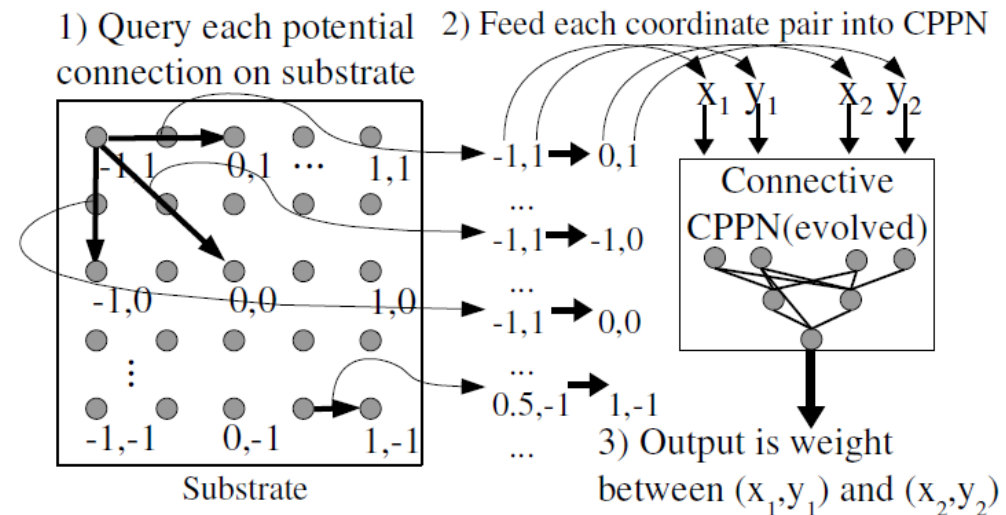 1) Query each potential
connection on substrate
-1,1
0,1
...
1,1
-1,0
0,0
1,0
⋮
-1,-1
0,-1
1,-1
Substrate
2) Feed each coordinate pair into CPPN
x1 y1 x2 y2
-1,1 0,1
...
-1,1 -1,0
...
-1,1 0,0
...
0.5,-1 1,-1
...
Connective
CPPN(evolved)
3) Output is weight
between (x1,y1) and (x2,y2)